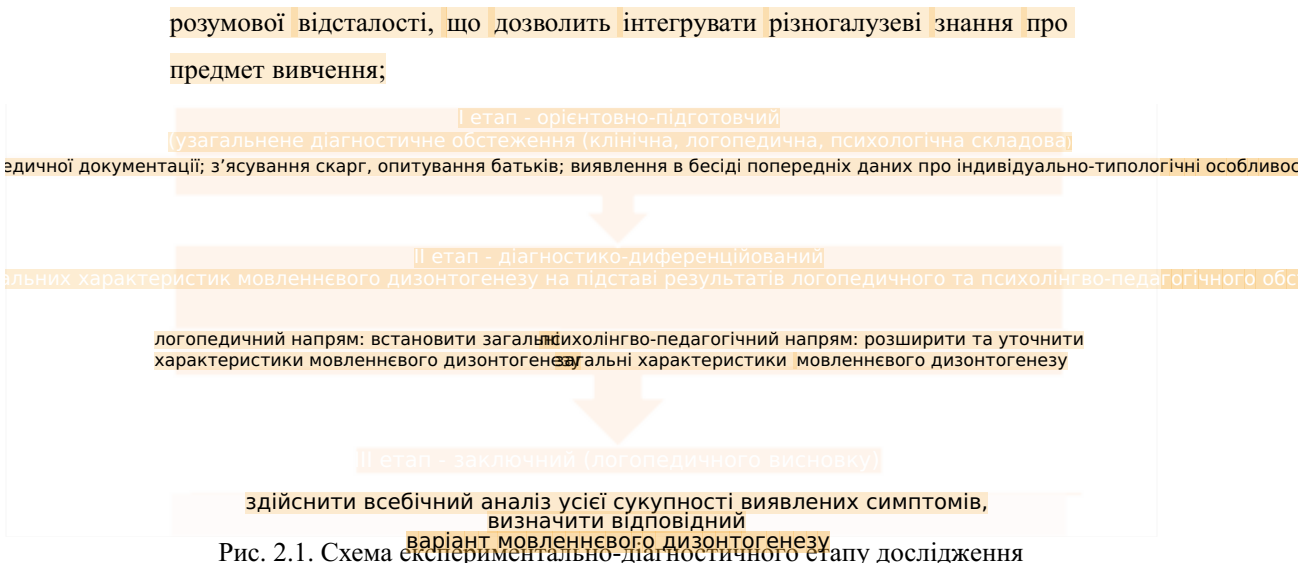 розумової відсталості, що дозволить інтегрувати різногалузеві знання про
предмет вивчення;
І етап - орієнтовно-підготовчий
(узагальнене діагностичне обстеження (клінічна, логопедична, психологічна складова)
едичної документації; з’ясування скарг, опитування батьків; виявлення в бесіді попередніх даних про індивідуально-типологічні особливос
ІІ етап - діагностико-диференційований
альних характеристик мовленнєвого дизонтогенезу на підставі результатів логопедичного та психолінгво-педагогічного обс
логопедичний напрям: встановити загальні
характеристики мовленнєвого дизонтогенезу
психолінгво-педагогічний напрям: розширити та уточнити
загальні характеристики мовленнєвого дизонтогенезу
ІІ етап - заключний (логопедичного висновку)
здійснити всебічний аналіз усієї сукупності виявлених симптомів,
визначити відповідний
варіант мовленнєвого дизонтогенезу
Рис. 2.1. Схема експериментально-діагностичного етапу дослідження